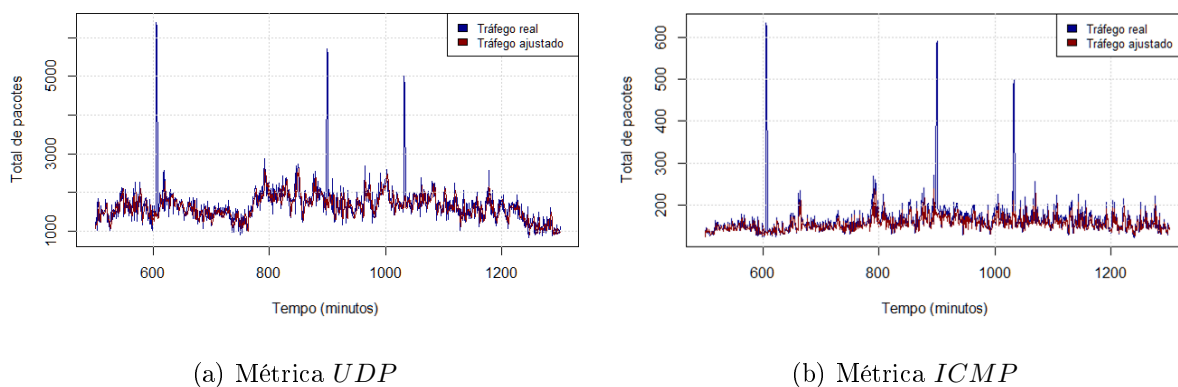 Total de pacotes
1000
3000
5000
Tráfego real
Tráfego ajustado
600
800
1000
1200
Tempo (minutos)
(a) Métrica UDP
Total de pacotes
200
300
400
500
600
Tráfego real
Tráfego ajustado
600
800
1000
1200
Tempo (minutos)
(b) Métrica ICMP